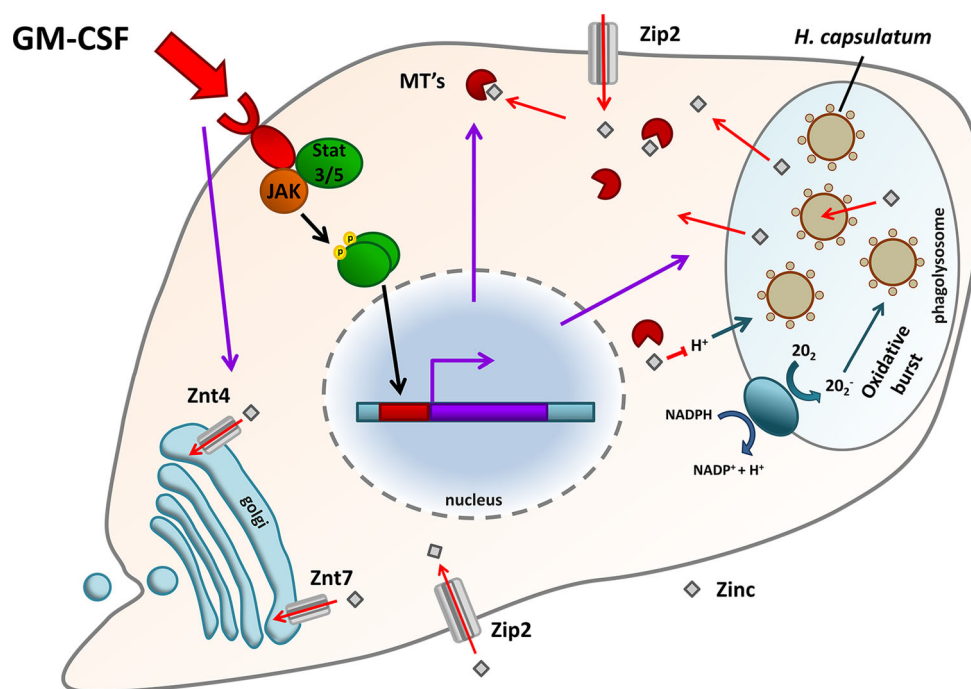 GM-CSF
Zip2
H. capsulatum
MT's
Stat
3/5
JAK
P
P
phagolysosome
H⁺
2O₂
2O₂⁻
Oxidative
burst
NADPH
NADP⁺ + H⁺
Znt4
golgi
nucleus
Znt7
Zip2
Zinc